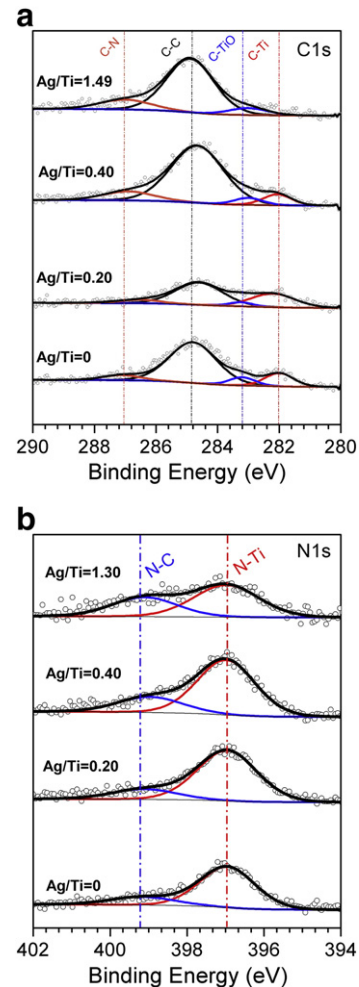 a
C-N
C-C
C-TiO
C-Ti
C1s
Ag/Ti=1.49
Ag/Ti=0.40
Ag/Ti=0.20
Ag/Ti=0
290 288 286 284 282 280
Binding Energy (eV)
b
N-C
N-Ti
N1s
Ag/Ti=1.30
Ag/Ti=0.40
Ag/Ti=0.20
Ag/Ti=0
402 400 398 396 394
Binding Energy (eV)